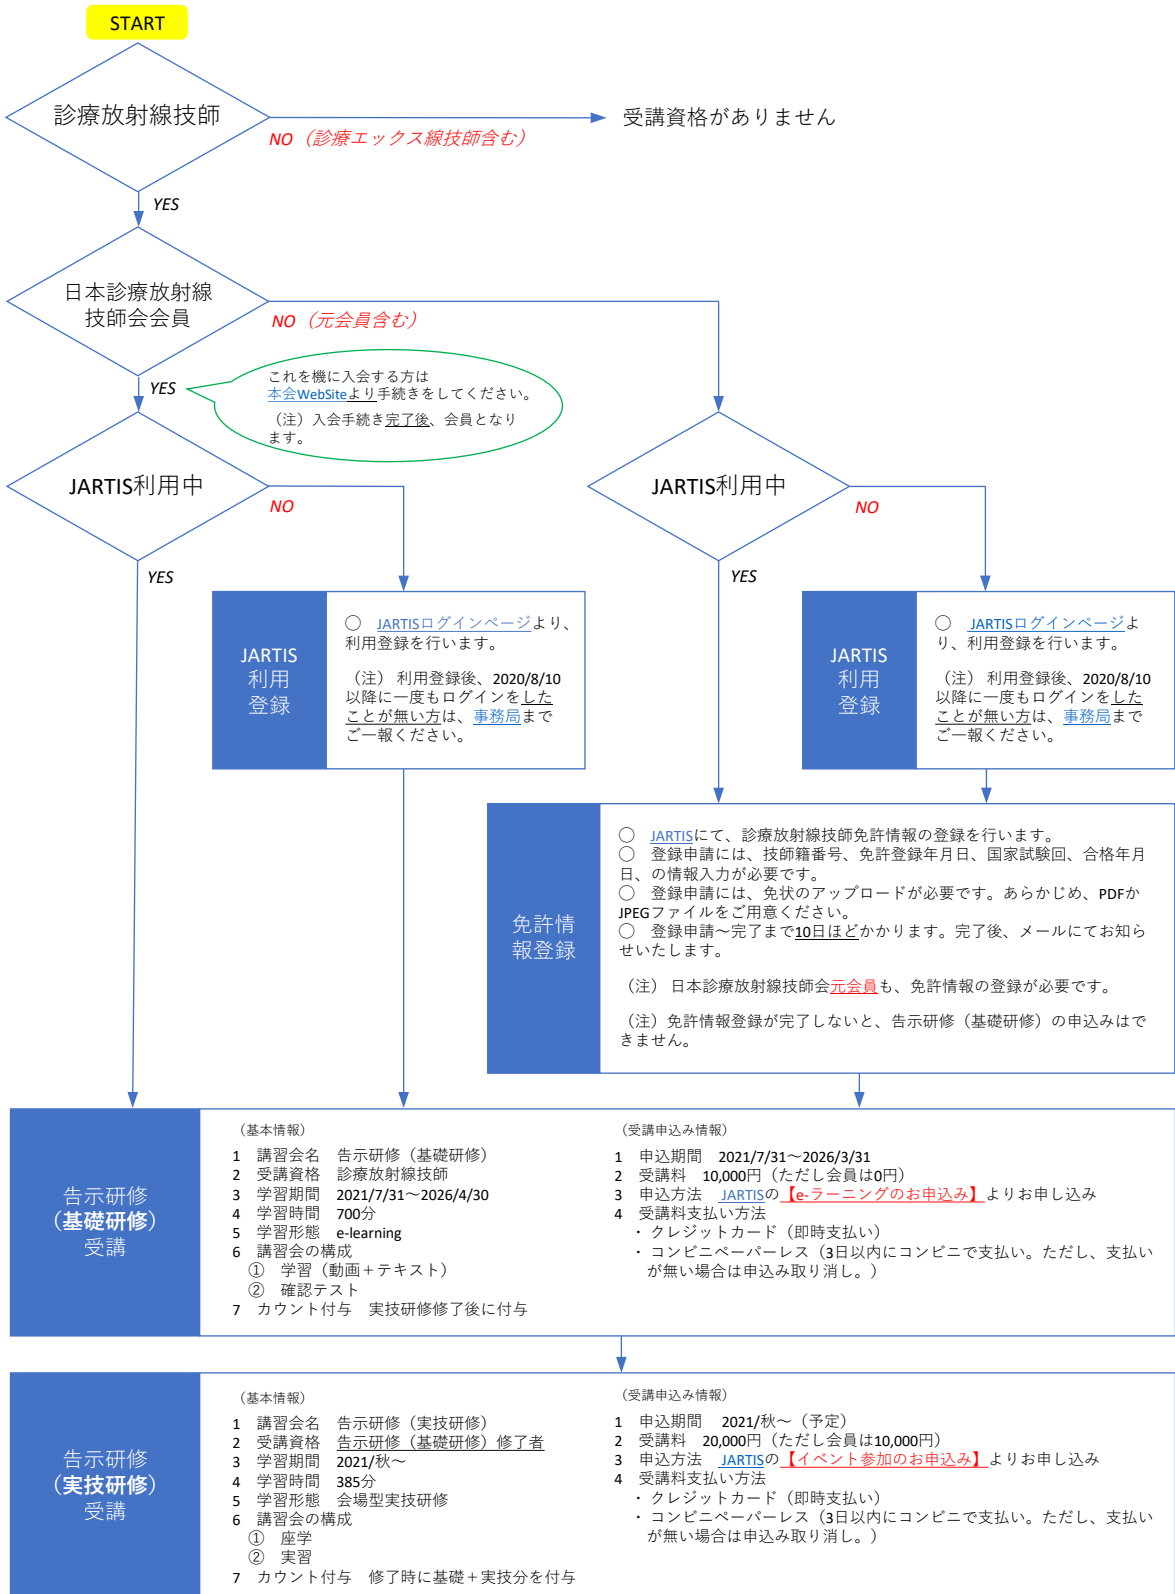 START
診療放射線技師
NO（診療エックス線技師含む）
受講資格がありません
YES
日本診療放射線
技師会会員
NO（元会員含む）
YES
これを機に入会する方は
本会WebSiteより手続きをしてください。
（注）入会手続き完了後、会員となり
ます。
JARTIS利用中
NO
YES
JARTIS利用中
NO
YES
JARTIS
利用
登録
○　JARTISログインページより、
利用登録を行います。
（注）利用登録後、2020/8/10
以降に一度もログインをした
ことが無い方は、事務局まで
ご一報ください。
JARTIS
利用
登録
○　JARTISログインページよ
り、利用登録を行います。
（注）利用登録後、2020/8/10
以降に一度もログインをした
ことが無い方は、事務局まで
ご一報ください。
免許情
報登録
○　JARTISにて、診療放射線技師免許情報の登録を行います。
○　登録申請には、技師籍番号、免許登録年月日、国家試験回、合格年月
日、の情報入力が必要です。
○　登録申請には、免状のアップロードが必要です。あらかじめ、PDFか
JPEGファイルをご用意ください。
○　登録申請～完了まで10日ほどかかります。完了後、メールにてお知ら
せいたします。
（注）日本診療放射線技師会元会員も、免許情報の登録が必要です。
（注）免許情報登録が完了しないと、告示研修（基礎研修）の申込みはで
きません。
告示研修
（基礎研修）
受講
（基本情報）
1　講習会名　告示研修（基礎研修）
2　受講資格　診療放射線技師
3　学習期間　2021/7/31～2026/4/30
4　学習時間　700分
5　学習形態　e-learning
6　講習会の構成
①　学習（動画＋テキスト）
②　確認テスト
7　カウント付与　実技研修修了後に付与
（受講申込み情報）
1　申込期間　2021/7/31～2026/3/31
2　受講料　10,000円（ただし会員は0円）
3　申込方法　JARTISの【e-ラーニングのお申込み】よりお申し込み
4　受講料支払い方法
・クレジットカード（即時支払い）
・コンビニペーパーレス（3日以内にコンビニで支払い。ただし、支払い
が無い場合は申込み取り消し。）
告示研修
（実技研修）
受講
（基本情報）
1　講習会名　告示研修（実技研修）
2　受講資格　告示研修（基礎研修）修了者
3　学習期間　2021/秋～
4　学習時間　385分
5　学習形態　会場型実技研修
6　講習会の構成
①　座学
②　実習
7　カウント付与　修了時に基礎＋実技分を付与
（受講申込み情報）
1　申込期間　2021/秋～（予定）
2　受講料　20,000円（ただし会員は10,000円）
3　申込方法　JARTISの【イベント参加のお申込み】よりお申し込み
4　受講料支払い方法
・クレジットカード（即時支払い）
・コンビニペーパーレス（3日以内にコンビニで支払い。ただし、支払い
が無い場合は申込み取り消し。）